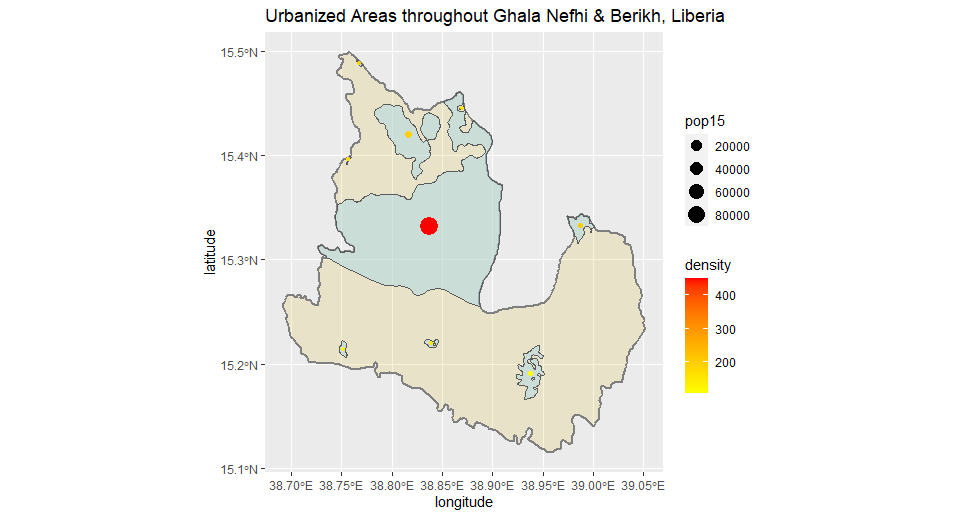 Urbanized Areas throughout Ghala Nefhi & Berikh, Liberia
15.5°N
15.4°N
15.3°N
15.2°N
15.1°N
latitude
38.70°E 38.75°E 38.80°E 38.85°E 38.90°E 38.95°E 39.00°E 39.05°E
longitude
pop15
20000
40000
60000
80000
density
400
300
200